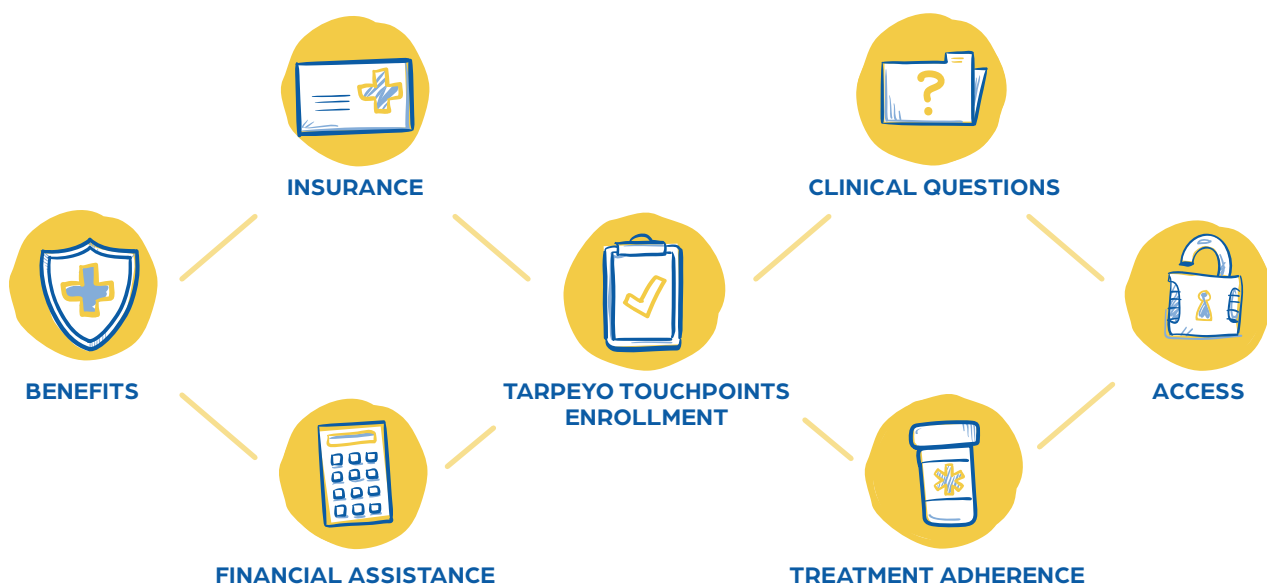 INSURANCE
CLINICAL QUESTIONS
BENEFITS
TARPEYO TOUCHPOINTS
ENROLLMENT
ACCESS
FINANCIAL ASSISTANCE
TREATMENT ADHERENCE